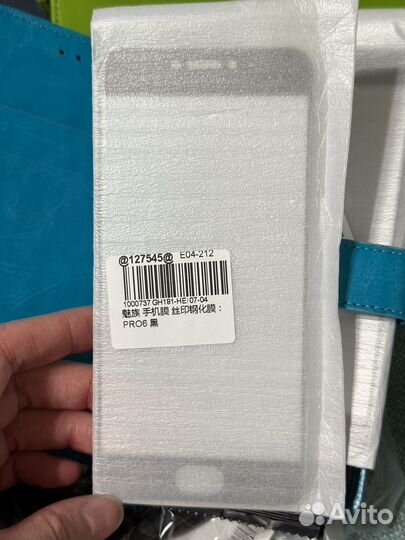 @127545@ E04-212
1000737 GH191-HEI 07-04
魅族 手机膜 丝印钢化膜：
PRO6 黑
Avito